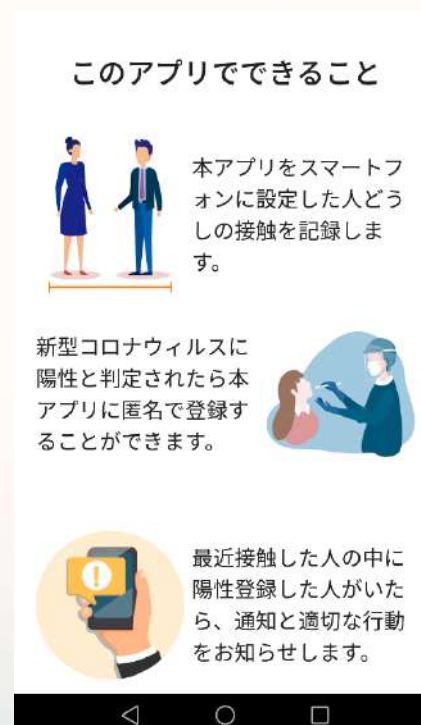 このアプリでできること
本アプリをスマートフ
ォンに設定した人どう
しの接触を記録しま
す。
新型コロナウィルスに
陽性と判定されたら本
アプリに匿名で登録す
ることができます。
最近接触した人の中に
陽性登録した人がいた
ら、通知と適切な行動
をお知らせします。